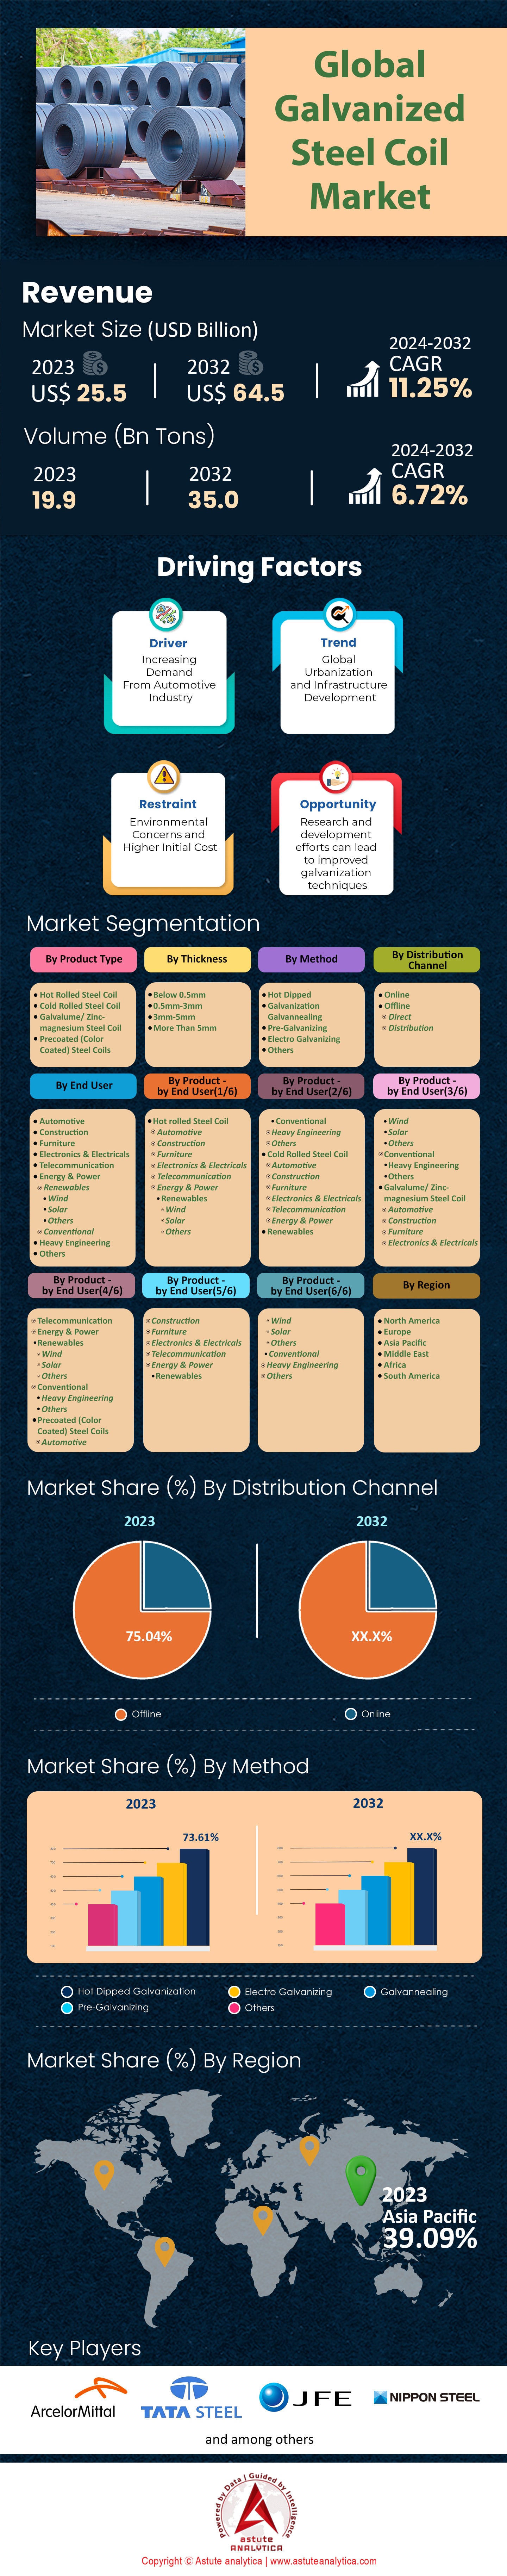 Global
Galvanized
Steel Coil
Market
Revenue
Market Size (USD Billion)
2023
US$ 25.5
2032
US$ 64.5
2024-2032
CAGR
11.25%
Volume (Bn Tons)
2023
19.9
2032
35.0
2024-2032
CAGR
6.72%
Driving Factors
Driver
Increasing
Demand
From Automotive
Industry
Trend
Global
Urbanization
and Infrastructure
Development
Restraint
Environmental
Concerns and
Higher Initial Cost
Opportunity
Research and
development
efforts can lead
to improved
galvanization
techniques
Market Segmentation
By Product Type
Hot Rolled Steel Coil
Cold Rolled Steel Coil
Galvalume/ Zinc-
magnesium Steel Coil
Precoated (Color
Coated) Steel Coils
By Thickness
Below 0.5mm
0.5mm-3mm
3mm-5mm
More Than 5mm
By Method
Hot Dipped
Galvanization
Galvannealing
Pre-Galvanizing
Electro Galvanizing
Others
By Distribution
Channel
Online
Offline
Direct
Distribution
By End User
Automotive
Construction
Furniture
Electronics & Electricals
Telecommunication
Energy & Power
Renewables
Wind
Solar
Others
Conventional
Heavy Engineering
Others
By Product -
by End User(1/6)
Hot rolled Steel Coil
Automotive
Construction
Furniture
Electronics & Electricals
Telecommunication
Energy & Power
Renewables
Wind
Solar
Others
By Product -
by End User(2/6)
Conventional
Heavy Engineering
Others
Cold Rolled Steel Coil
Automotive
Construction
Furniture
Electronics & Electricals
Telecommunication
Energy & Power
Renewables
By Product -
by End User(3/6)
Wind
Solar
Others
Conventional
Heavy Engineering
Others
Galvalume/ Zinc-
magnesium Steel Coil
Automotive
Construction
Furniture
Electronics & Electricals
By Product -
by End User(4/6)
Telecommunication
Energy & Power
Renewables
Wind
Solar
Others
Conventional
Heavy Engineering
Others
Precoated (Color
Coated) Steel Coils
Automotive
By Product -
by End User(5/6)
Construction
Furniture
Electronics & Electricals
Telecommunication
Energy & Power
Renewables
By Product -
by End User(6/6)
Wind
Solar
Others
Conventional
Heavy Engineering
Others
By Region
North America
Europe
Asia Pacific
Middle East
Africa
South America
Market Share (%) By Distribution Channel
2023
75.04%
2032
XX.X%
Offline
Online
Market Share (%) By Method
2023
73.61%
2032
XX.X%
Hot Dipped Galvanization
Electro Galvanizing
Galvannealing
Pre-Galvanizing
Others
Market Share (%) By Region
2023
Asia Pacific
39.09%
Key Players
ArcelorMittal
TATA STEEL
JFE
NIPPON STEEL
and among others
Powered by Data | Guided by Intelligence
astute
ANALYTICA
Copyright © Astute analytica | www.astuteanalytica.com